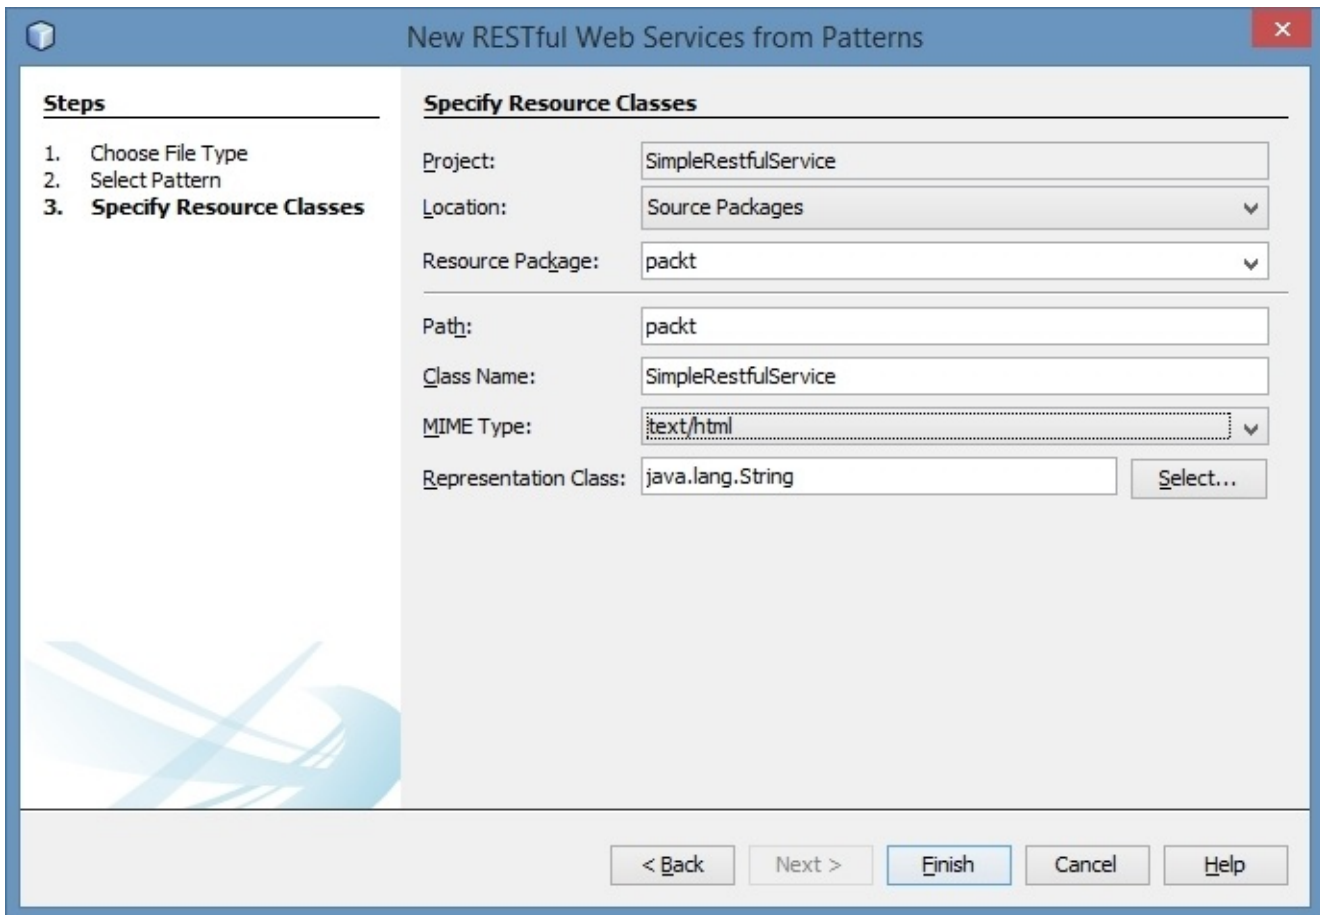 New RESTful Web Services from Patterns
Steps
1. Choose File Type
2. Select Pattern
3. Specify Resource Classes
Specify Resource Classes
Project: SimpleRestfulService
Location: Source Packages
Resource Package: packt
Path: packt
Class Name: SimpleRestfulService
MIME Type: text/html
Representation Class: java.lang.String Select...
< Back Next > Finish Cancel Help